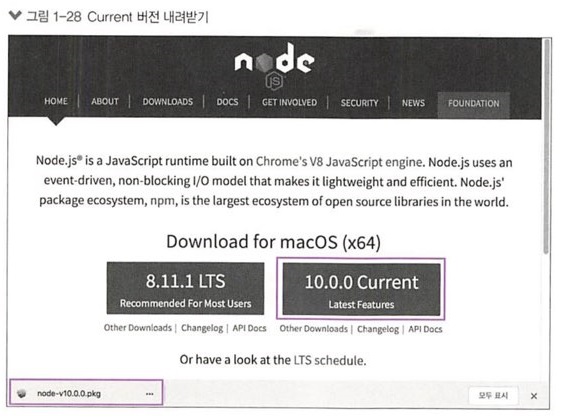 그림 1-28 Current 버전 내려받기
node
JS
HOME | ABOUT | DOWNLOADS | DOCS | GET INVOLVED | SECURITY | NEWS | FOUNDATION
Node.js® is a JavaScript runtime built on Chrome's V8 JavaScript engine. Node.js uses an
event-driven, non-blocking I/O model that makes it lightweight and efficient. Node.js'
package ecosystem, npm, is the largest ecosystem of open source libraries in the world.
Download for macOS (x64)
8.11.1 LTS
Recommended For Most Users
10.0.0 Current
Latest Features
Other Downloads | Changelog | API Docs
Other Downloads | Changelog | API Docs
Or have a look at the LTS schedule.
node-v10.0.0.pkg ...
모두 표시 ×